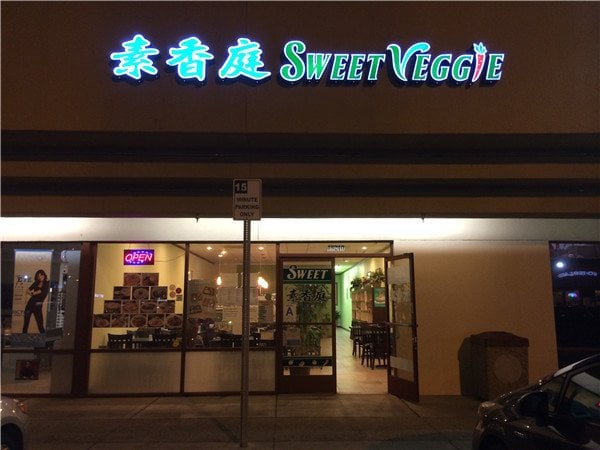 素香庭 SWEET VEGGIE
15
MINUTE
PARKING
ONLY
OPEN
SWEET
素香庭
A